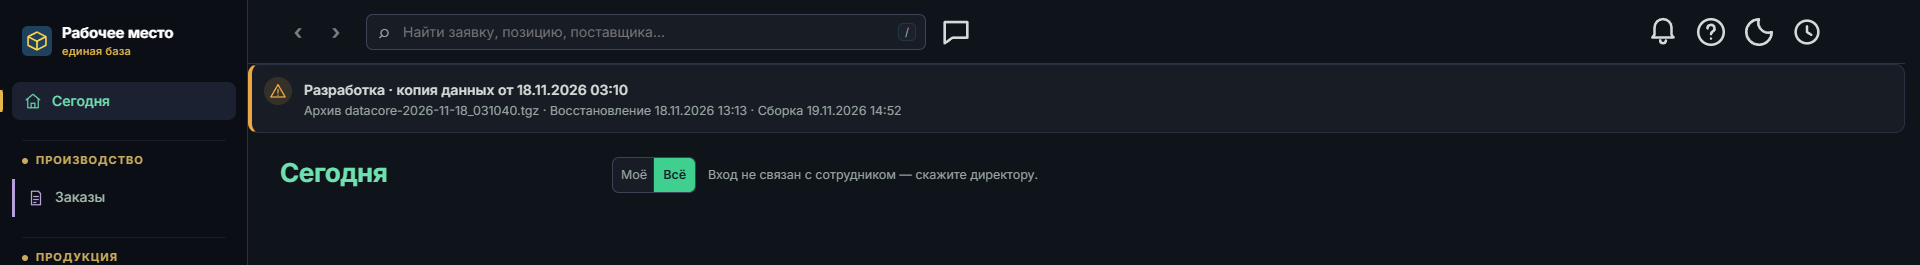 Рабочее место
единая база
Найти заявку, позицию, поставщика...
/
Сегодня
Разработка · копия данных от 18.11.2026 03:10
Архив datacore-2026-11-18_031040.tgz · Восстановление 18.11.2026 13:13 · Сборка 19.11.2026 14:52
ПРОИЗВОДСТВО
Заказы
ПРОДУКЦИЯ
Сегодня
Моё
Всё
Вход не связан с сотрудником — скажите директору.